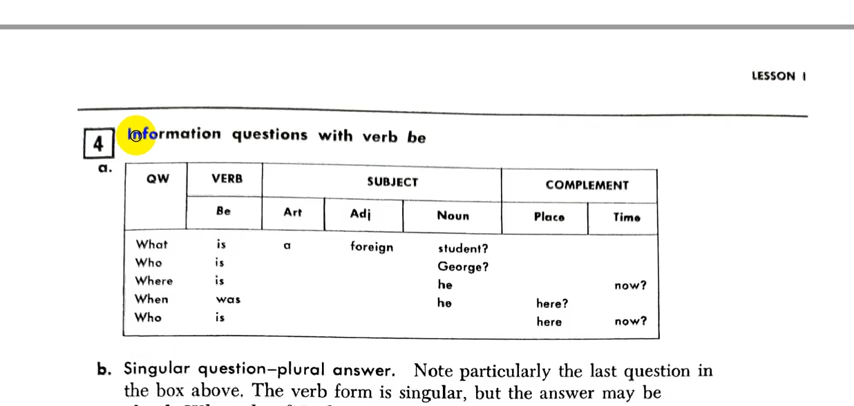 LESSON I
4 Information questions with verb be
a.
QW VERB SUBJECT COMPLEMENT
Be Art Adj Noun Place Time
What is a foreign student?
Who is George?
Where is he now?
When was he here?
Who is here now?
b. Singular question–plural answer. Note particularly the last question in
the box above. The verb form is singular, but the answer may be